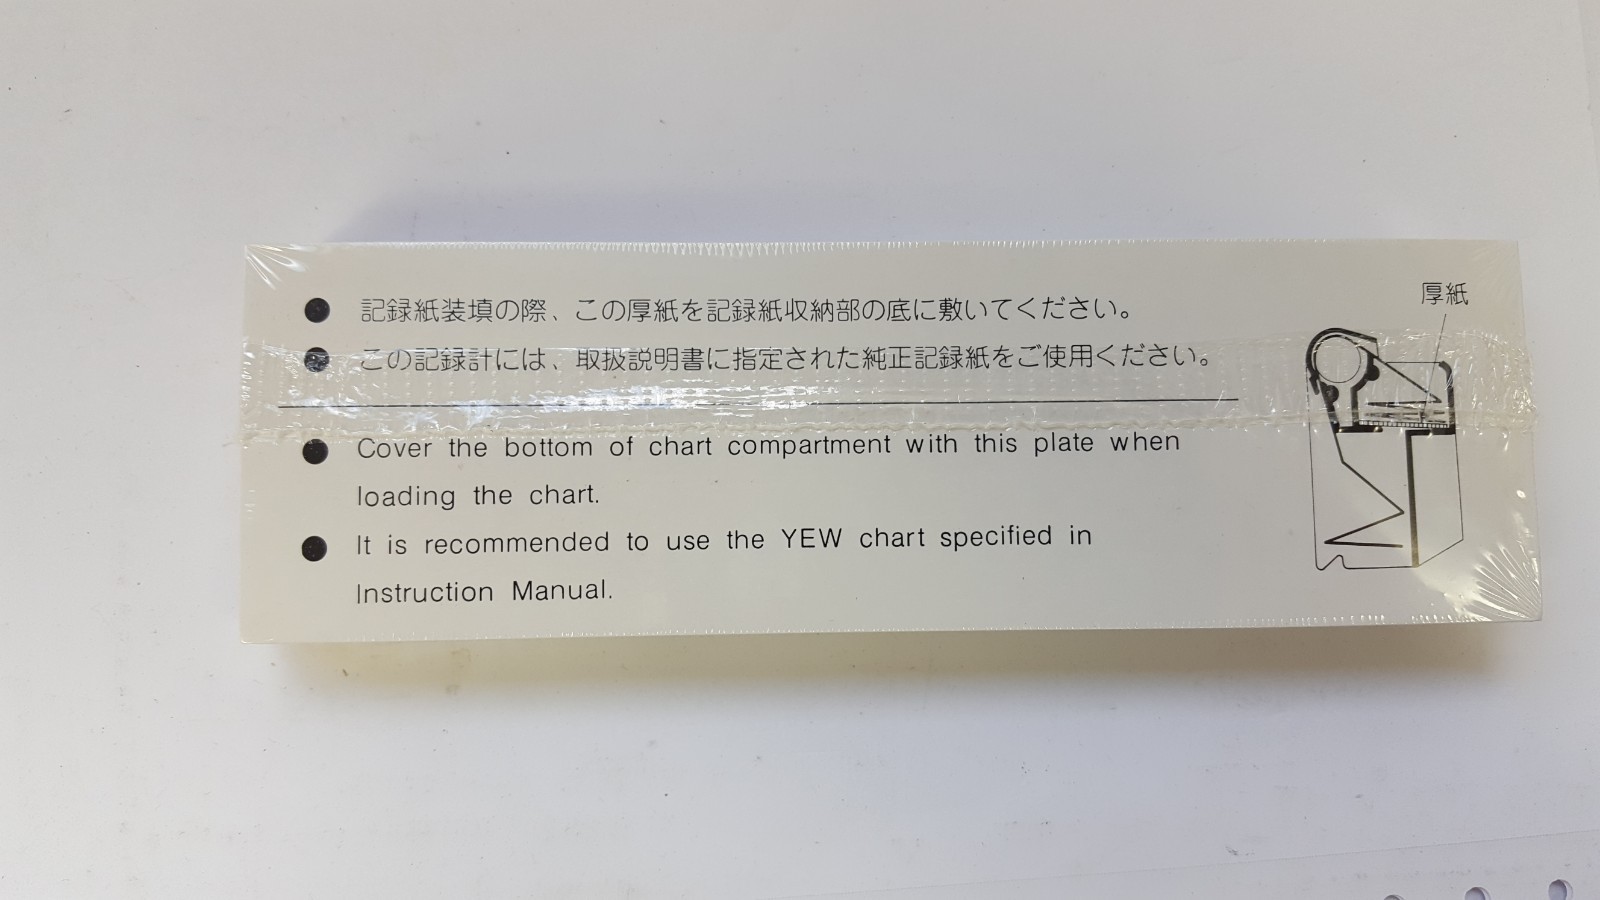 ● 記録紙装填の際、この厚紙を記録紙収納部の底に敷いてください。
● この記録計には、取扱説明書に指定された純正記録紙をご使用ください。
● Cover the bottom of chart compartment with this plate when
loading the chart.
● It is recommended to use the YEW chart specified in
Instruction Manual.
厚紙